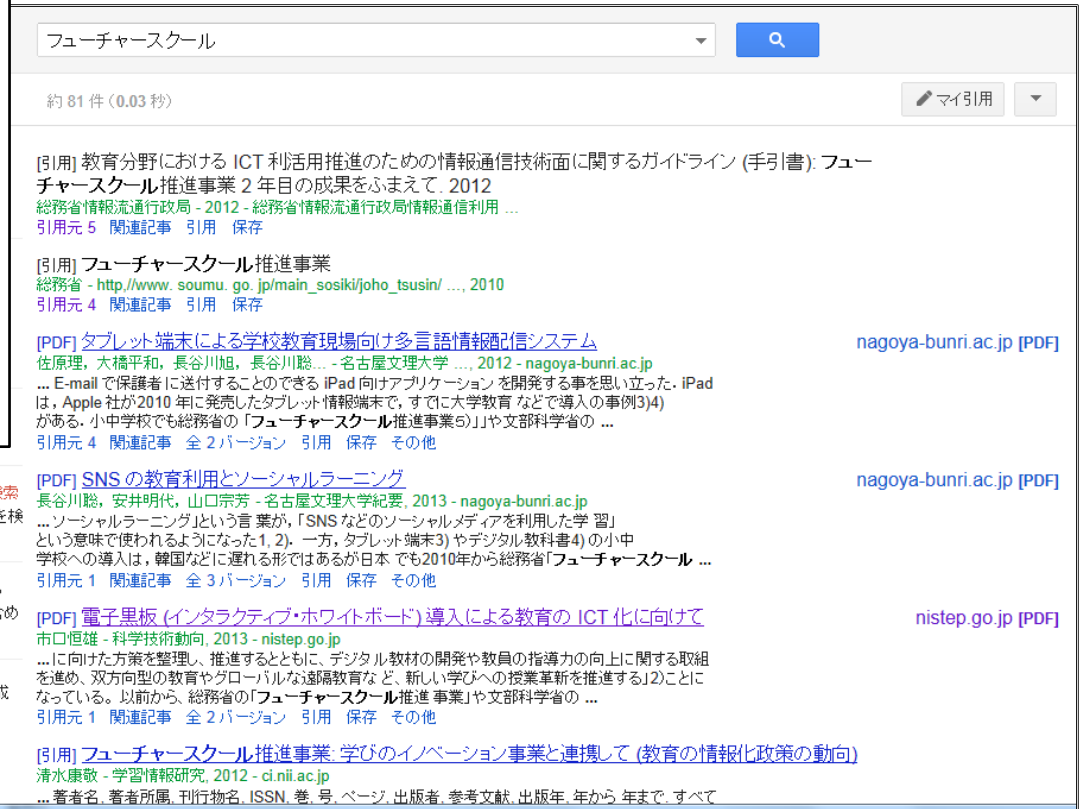 フューチャースクール
約 81 件 (0.03 秒)
マイ引用
[引用] 教育分野における ICT 利活用推進のための情報通信技術面に関するガイドライン (手引書): フュー
チャースクール推進事業 2 年目の成果をふまえて. 2012
総務省情報流通行政局 - 2012 - 総務省情報流通行政局情報通信利用 ...
引用元 5 関連記事 引用 保存
[引用] フューチャースクール推進事業
総務省 - http,//www. soumu. go. jp/main_sosiki/joho_tsusin/ ..., 2010
引用元 4 関連記事 引用 保存
[PDF] タブレット端末による学校教育現場向け多言語情報配信システム
nagoya-bunri.ac.jp [PDF]
佐原理, 大橋平和, 長谷川旭, 長谷川聡... - 名古屋文理大学 ..., 2012 - nagoya-bunri.ac.jp
... E-mail で保護者に送付することのできる iPad 向けアプリケーション を開発する事を思い立った. iPad
は, Apple 社が2010 年に発売したタブレット情報端末で, すでに大学教育 などで導入の事例3)4)
がある. 小中学校でも総務省の 「フューチャースクール推進事業5)」」や文部科学省の ...
引用元 4 関連記事 全 2 バージョン 引用 保存 その他
[PDF] SNS の教育利用とソーシャルラーニング
nagoya-bunri.ac.jp [PDF]
長谷川聡, 安井明代, 山口宗芳 - 名古屋文理大学紀要, 2013 - nagoya-bunri.ac.jp
... ソーシャルラーニング」という言 葉が, 「SNS などのソーシャルメディアを利用した学 習」
という意味で使われるようになった1, 2). 一方, タブレット端末3) やデジタル教科書4) の小中
学校への導入は, 韓国などに遅れる形ではあるが日本 でも2010年から総務省「フューチャースクール ...
引用元 1 関連記事 全 3 バージョン 引用 保存 その他
[PDF] 電子黒板 (インタラクティブ・ホワイトボード) 導入による教育の ICT 化に向けて
nistep.go.jp [PDF]
市口恒雄 - 科学技術動向, 2013 - nistep.go.jp
... に向けた方策を整理し、推進するとともに、デジタル教材の開発や教員の指導力の向上に関する取組
を進め、双方向型の教育やグローバルな遠隔教育な ど、新しい学びへの授業革新を推進する」2)ことに
なっている。 以前から、総務省の「フューチャースクール推進 事業」や文部科学省の ...
引用元 1 関連記事 全 2 バージョン 引用 保存 その他
[引用] フューチャースクール推進事業: 学びのイノベーション事業と連携して (教育の情報化政策の動向)
清水康敬 - 学習情報研究, 2012 - ci.nii.ac.jp
... 著者名, 著者所属, 刊行物名, ISSN, 巻, 号, ページ, 出版者, 参考文献, 出版年, 年から 年まで. すべて